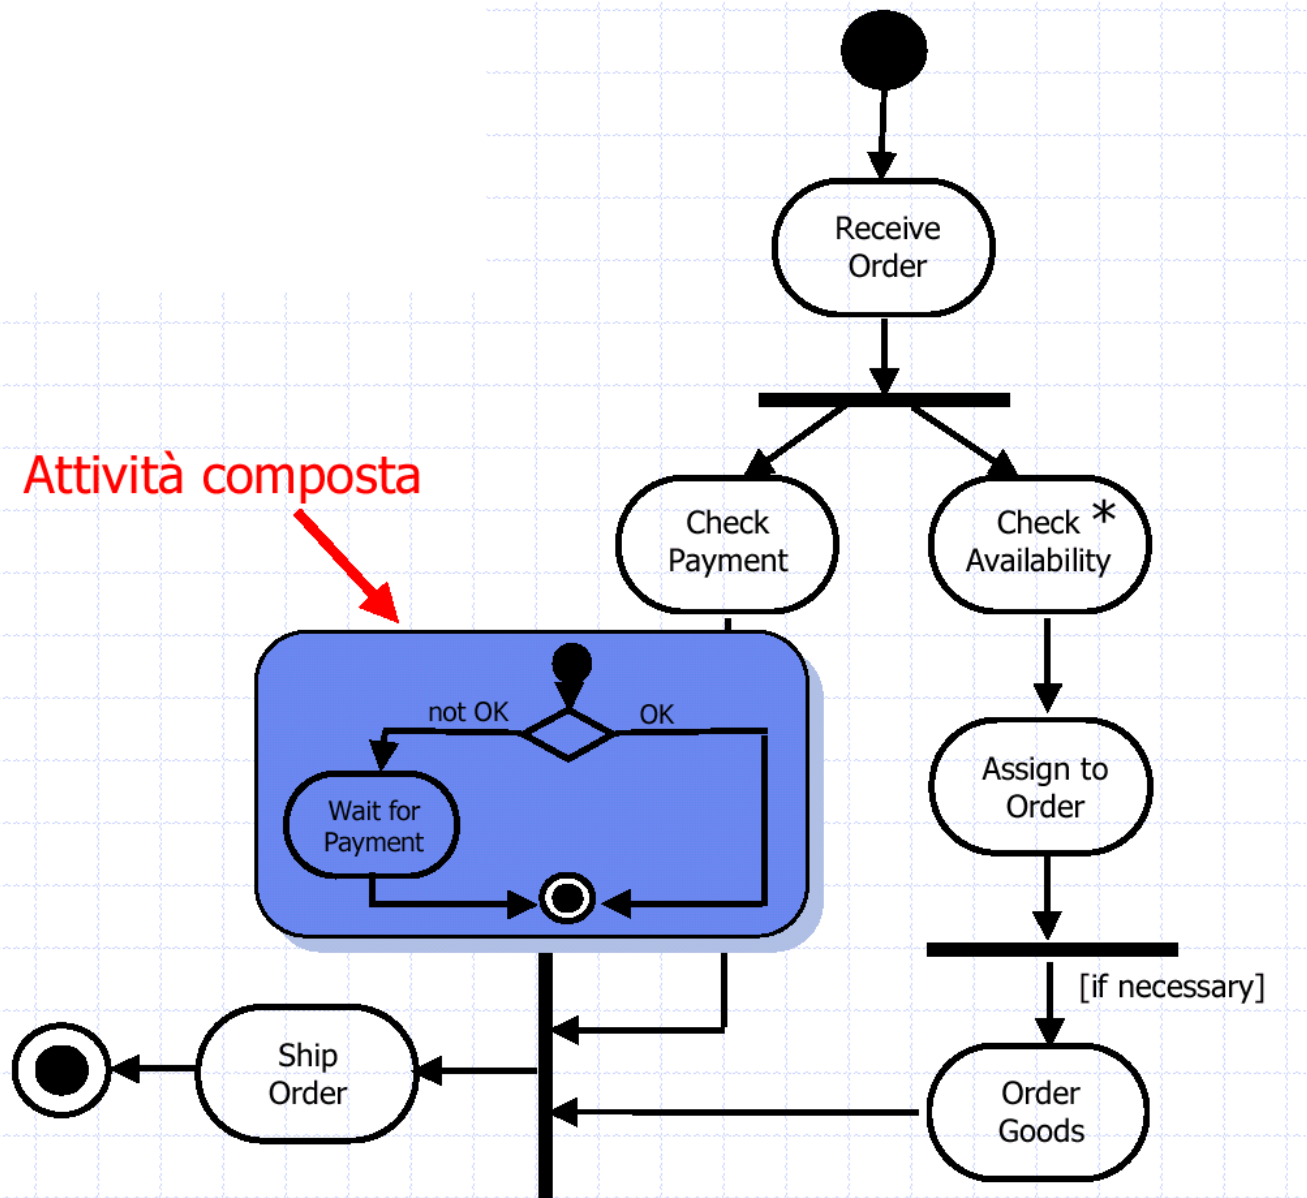 Receive
Order
Attività composta
Check
Payment
Check *
Availability
not OK
OK
Wait for
Payment
Assign to
Order
[if necessary]
Ship
Order
Order
Goods